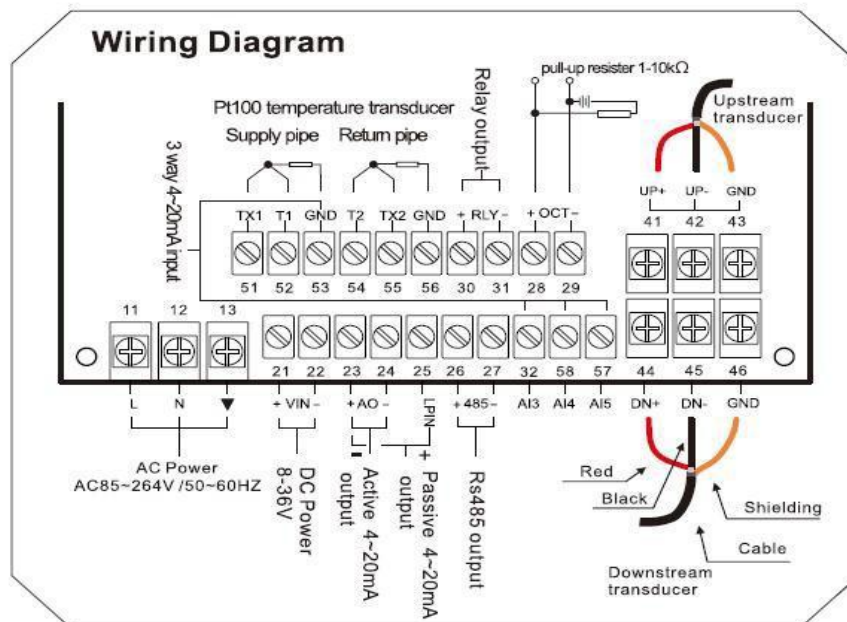 Wiring Diagram
pull-up resister 1-10kΩ
Relay output
Pt100 temperature transducer
Supply pipe Return pipe
3 way 4~20mA input
Upstream
transducer
UP+ UP- GND
41 42 43
TX1 T1 GND T2 TX2 GND + RLY - + OCT -
51 52 53 54 55 56 30 31 28 29
11 12 13
21 22 23 24 25 26 27 32 58 57 44 45 46
L N
+ VIN - + AO - LPIN + 485 - AI3 AI4 AI5 DN+ DN- GND
AC Power
AC85~264V /50~60HZ
DC Power
8-36V
-
Active 4~20mA
output
+
Passive 4~20mA
output
Rs485 output
Red
Black
Shielding
Cable
Downstream
transducer